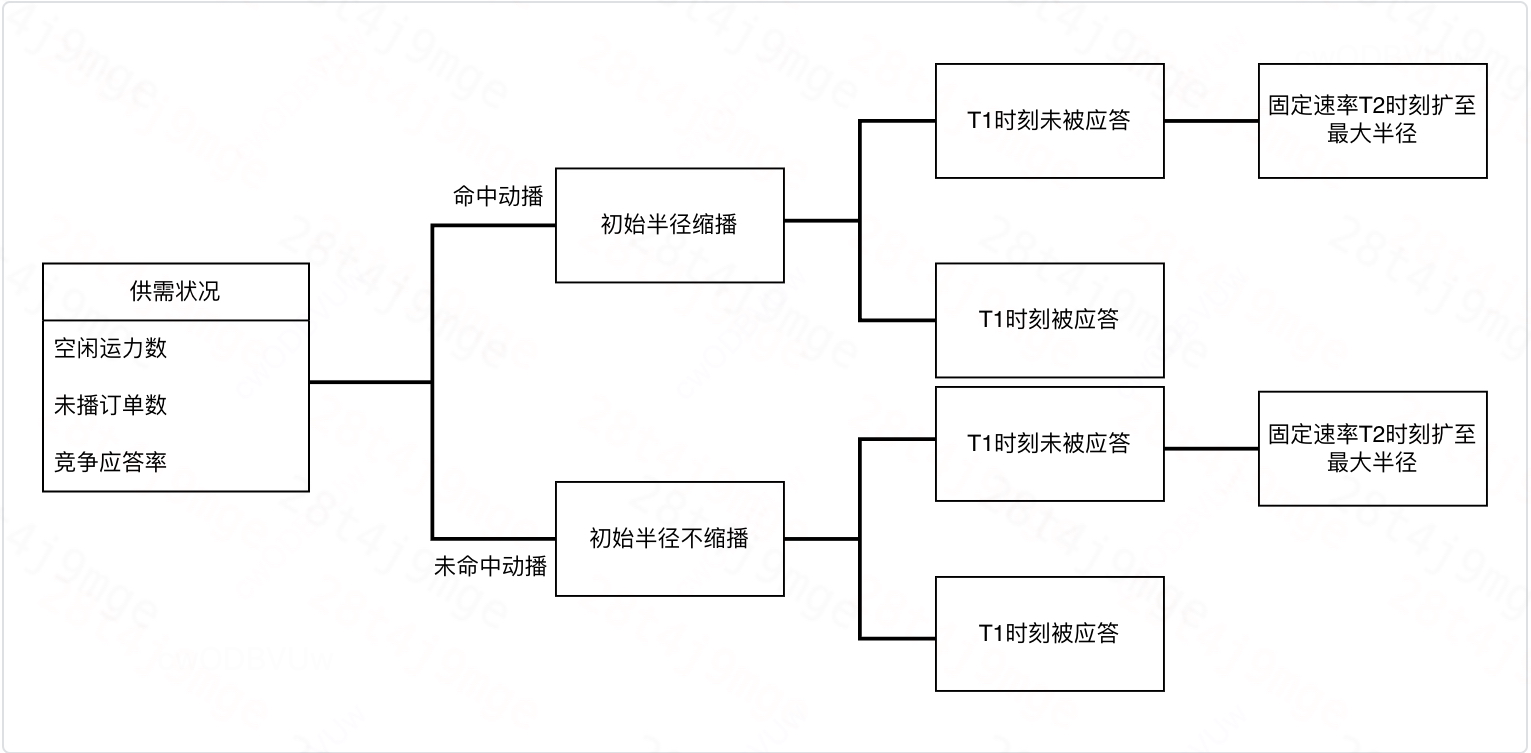 供需状况
空闲运力数
未播订单数
竞争应答率
命中动播
初始半径缩播
T1时刻未被应答
固定速率T2时刻扩至
最大半径
T1时刻被应答
未命中动播
初始半径不缩播
T1时刻未被应答
固定速率T2时刻扩至
最大半径
T1时刻被应答